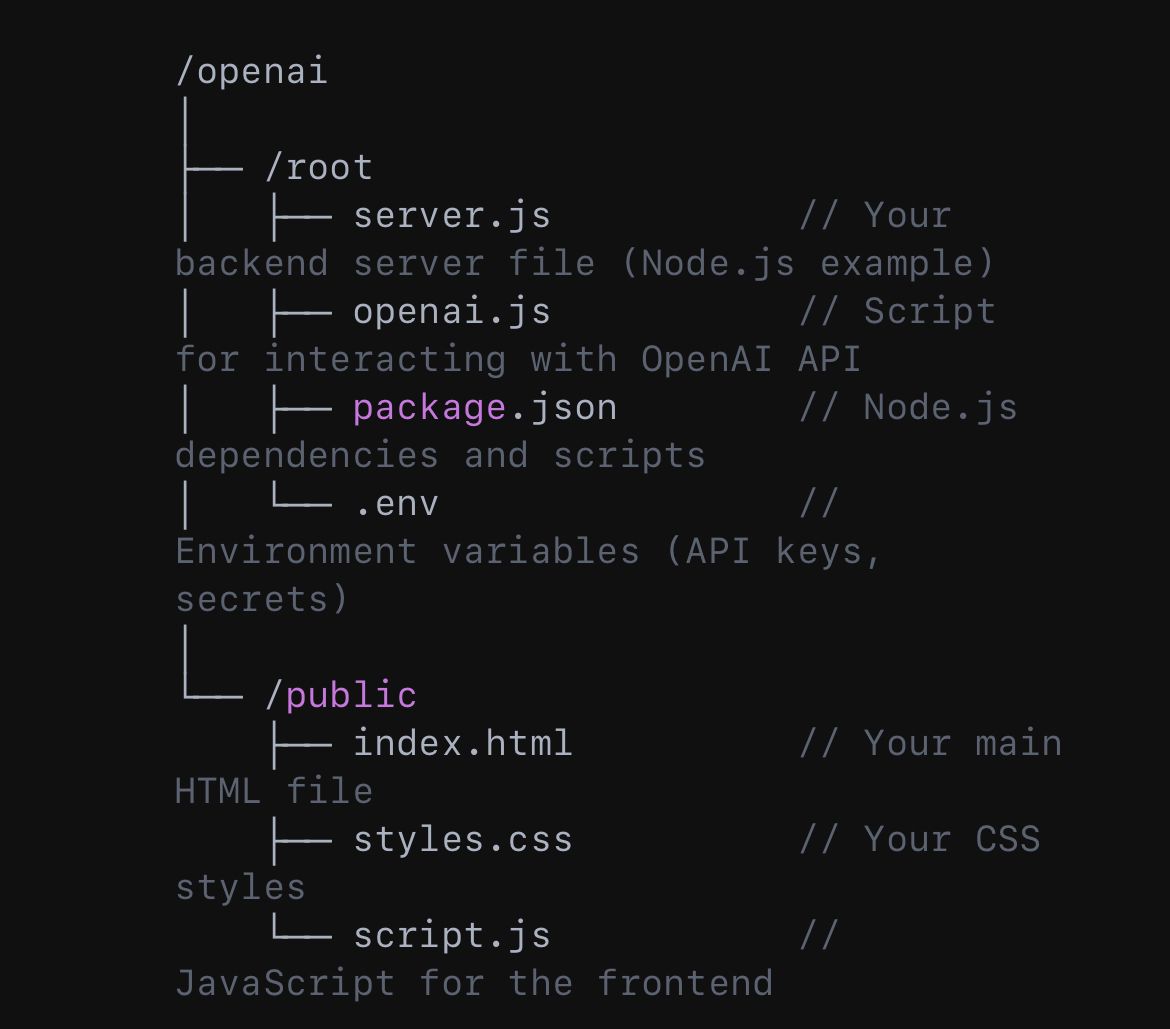 /openai
│
├── /root
│   ├── server.js           // Your
backend server file (Node.js example)
│   ├── openai.js           // Script
for interacting with OpenAI API
│   ├── package.json        // Node.js
dependencies and scripts
│   └── .env                //
Environment variables (API keys,
secrets)
│
└── /public
    ├── index.html          // Your main
HTML file
    ├── styles.css          // Your CSS
styles
    └── script.js           //
JavaScript for the frontend